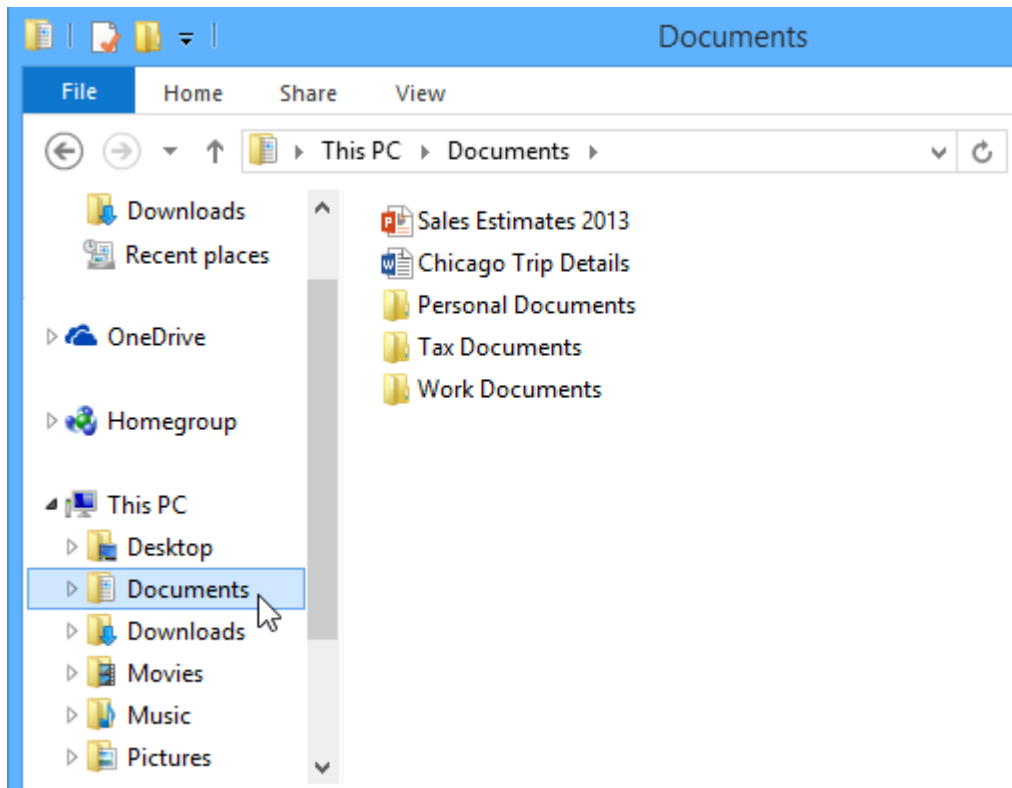 Documents
File Home Share View
This PC Documents
Downloads
Recent places
OneDrive
Homegroup
This PC
Desktop
Documents
Downloads
Movies
Music
Pictures
Sales Estimates 2013
Chicago Trip Details
Personal Documents
Tax Documents
Work Documents